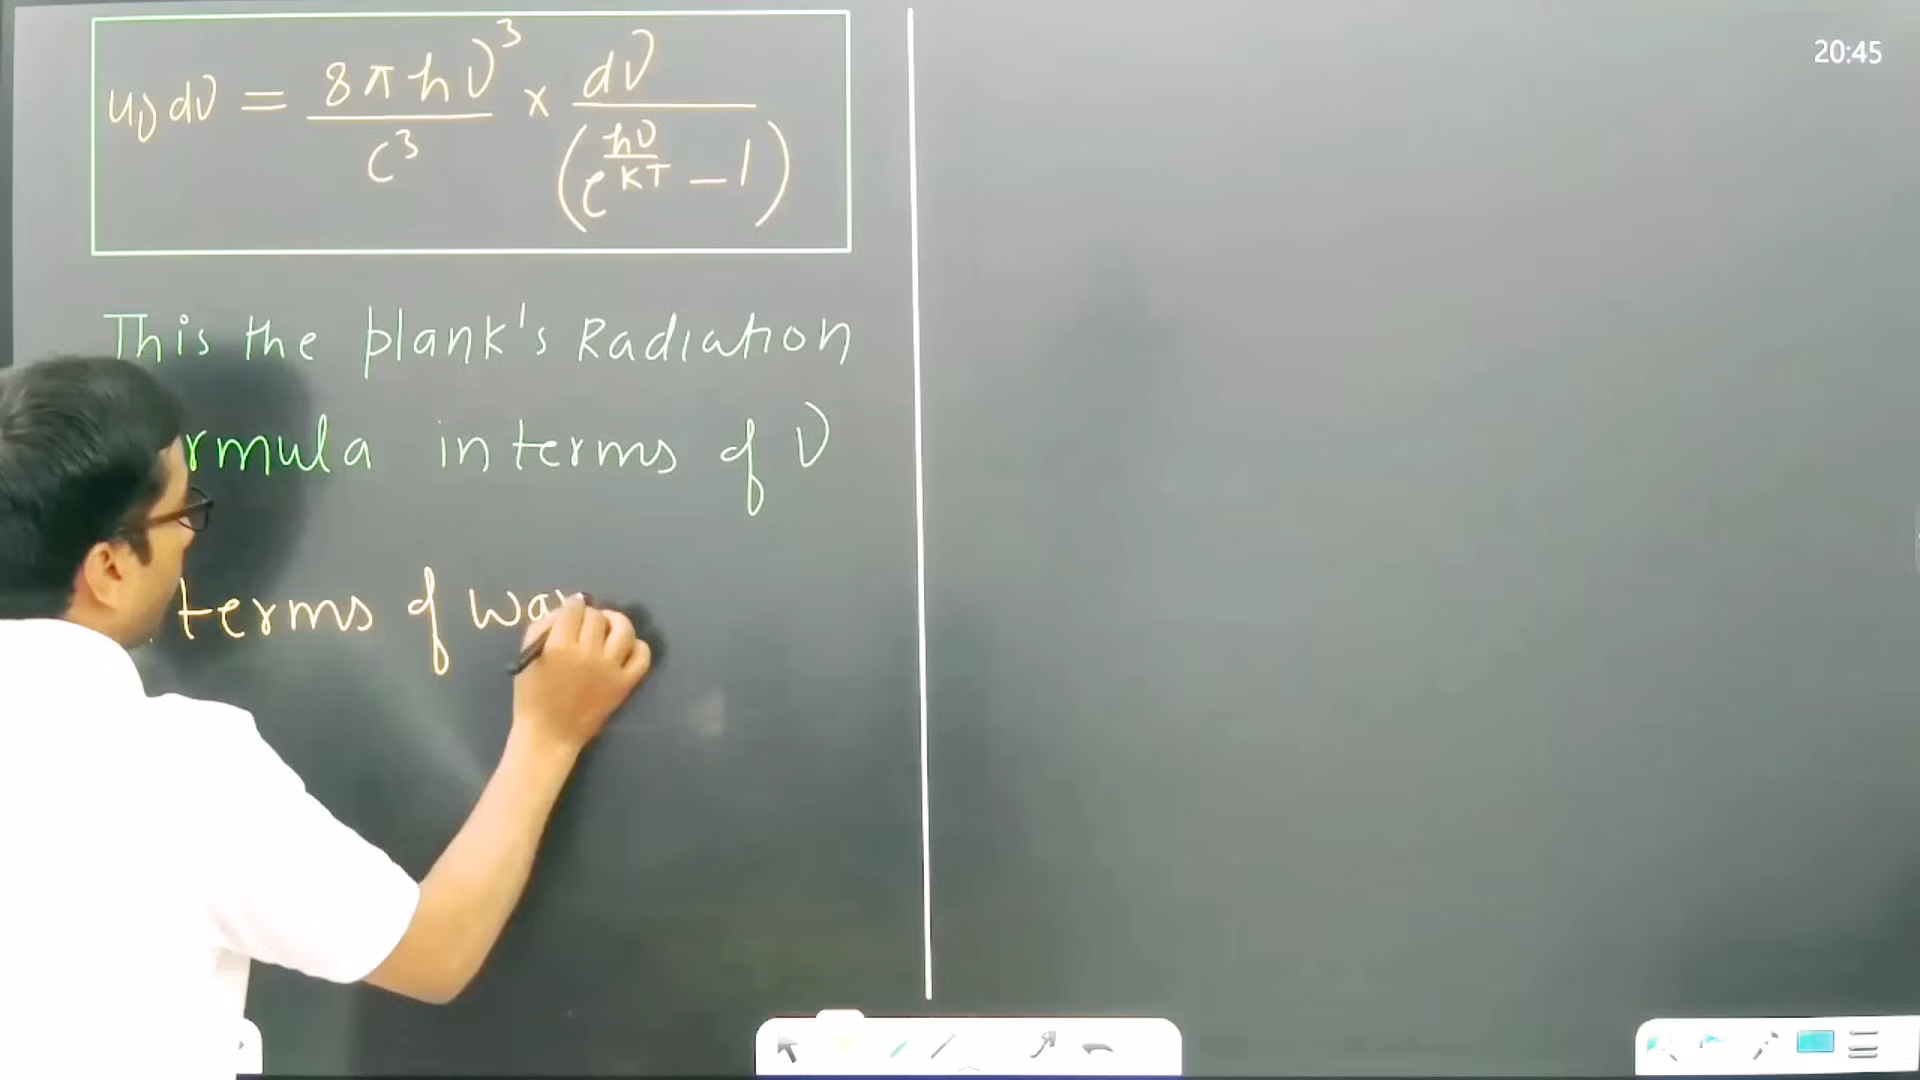 20:45
uν dν = 8πhν³/c³ × dν/(e^(hν/KT) − 1)
This the plank's Radiation
rmula in terms of ν
terms of wav